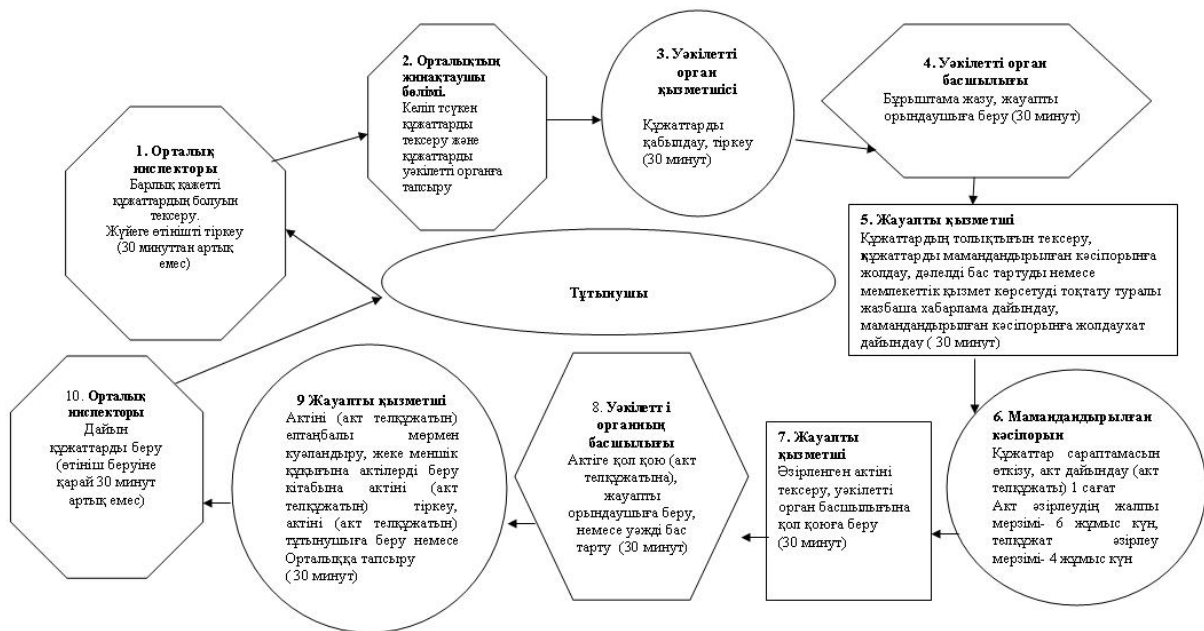 1. Орталық
инспекторы
Барлық қажетті
құжаттардың болуын
тексеру.
Жүйеге өтінішті тіркеу
(30 минуттан артық
емес)
2. Орталықтың
жинақтаушы
бөлімі.
Келіп тсүкен
құжаттарды
тексеру және
құжаттарды
уәкілетті органға
тапсыру
3. Уәкілетті
орган
қызметшісі
Құжаттарды
қабылдау, тіркеу
(30 минут)
4. Уәкілетті орган
басшылығы
Бұрыштама жазу, жауапты
орындаушыға беру (30 минут)
5. Жауапты қызметші
Құжаттардың толықтығын тексеру,
құжаттарды мамандандырылған кәсіпорынға
жолдау, дәлелді бас тартуды немесе
мемлекеттік қызмет көрсетуді тоқтату туралы
жазбаша хабарлама дайындау,
мамандандырылған кәсіпорынға жолдаухат
дайындау ( 30 минут)
Тұтынушы
6. Мамандандырылған
кәсіпорын
Құжаттар сараптамасын
өткізу, акт дайындау (акт
телқұжаты) 1 сағат
Акт әзірлеудің жалпы
мерзімі- 6 жұмыс күн,
телқұжат әзірлеу
мерзімі- 4 жұмыс күн
7. Жауапты
қызметші
Әзірленген актіні
тексеру, уәкілетті
орган басшылығына
қол қоюға беру
(30 минут)
8. Уәкілетт і
органның
басшылығы
Актіге қол қою (акт
телқұжатына),
жауапты
орындаушыға беру,
немесе уәжді бас
тарту (30 минут)
9 Жауапты қызметші
Актіні (акт телқұжатын)
елтаңбалы мөрмен
куәландыру, жеке меншік
құқығына актілерді беру
кітабына актіні (акт
телқұжатын) тіркеу,
актіні (акт телқұжатын)
тұтынушыға беру немесе
Орталыққа тапсыру
( 30 минут)
10. Орталық
инспекторы
Дайын
құжаттарды беру
(өтініш беруіне
қарай 30 минут
артық емес)